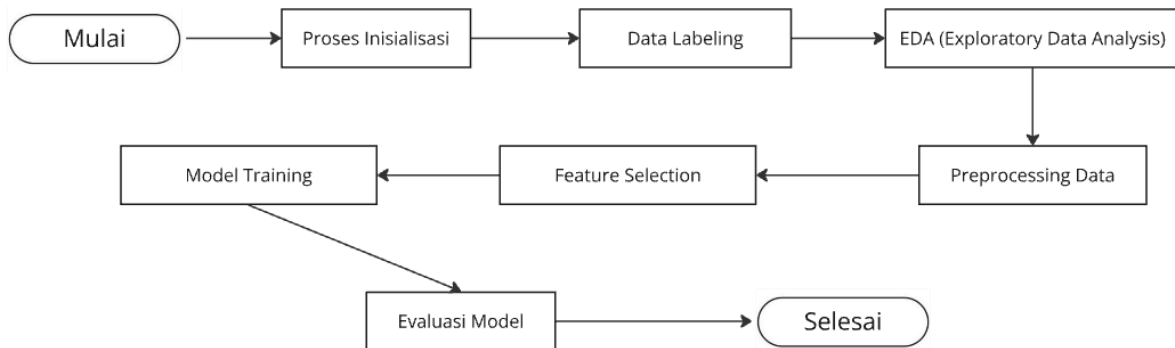 Mulai
Proses Inisialisasi
Data Labeling
EDA (Exploratory Data Analysis)
Preprocessing Data
Feature Selection
Model Training
Evaluasi Model
Selesai